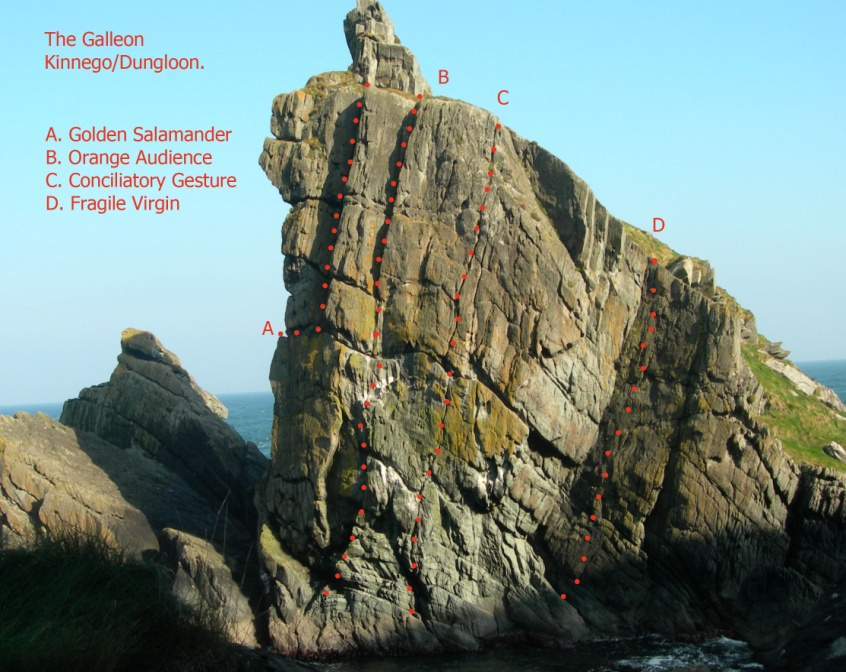 The Galleon
Kinnego/Dungloon.
A. Golden Salamander
B. Orange Audience
C. Conciliatory Gesture
D. Fragile Virgin
B
C
D
A